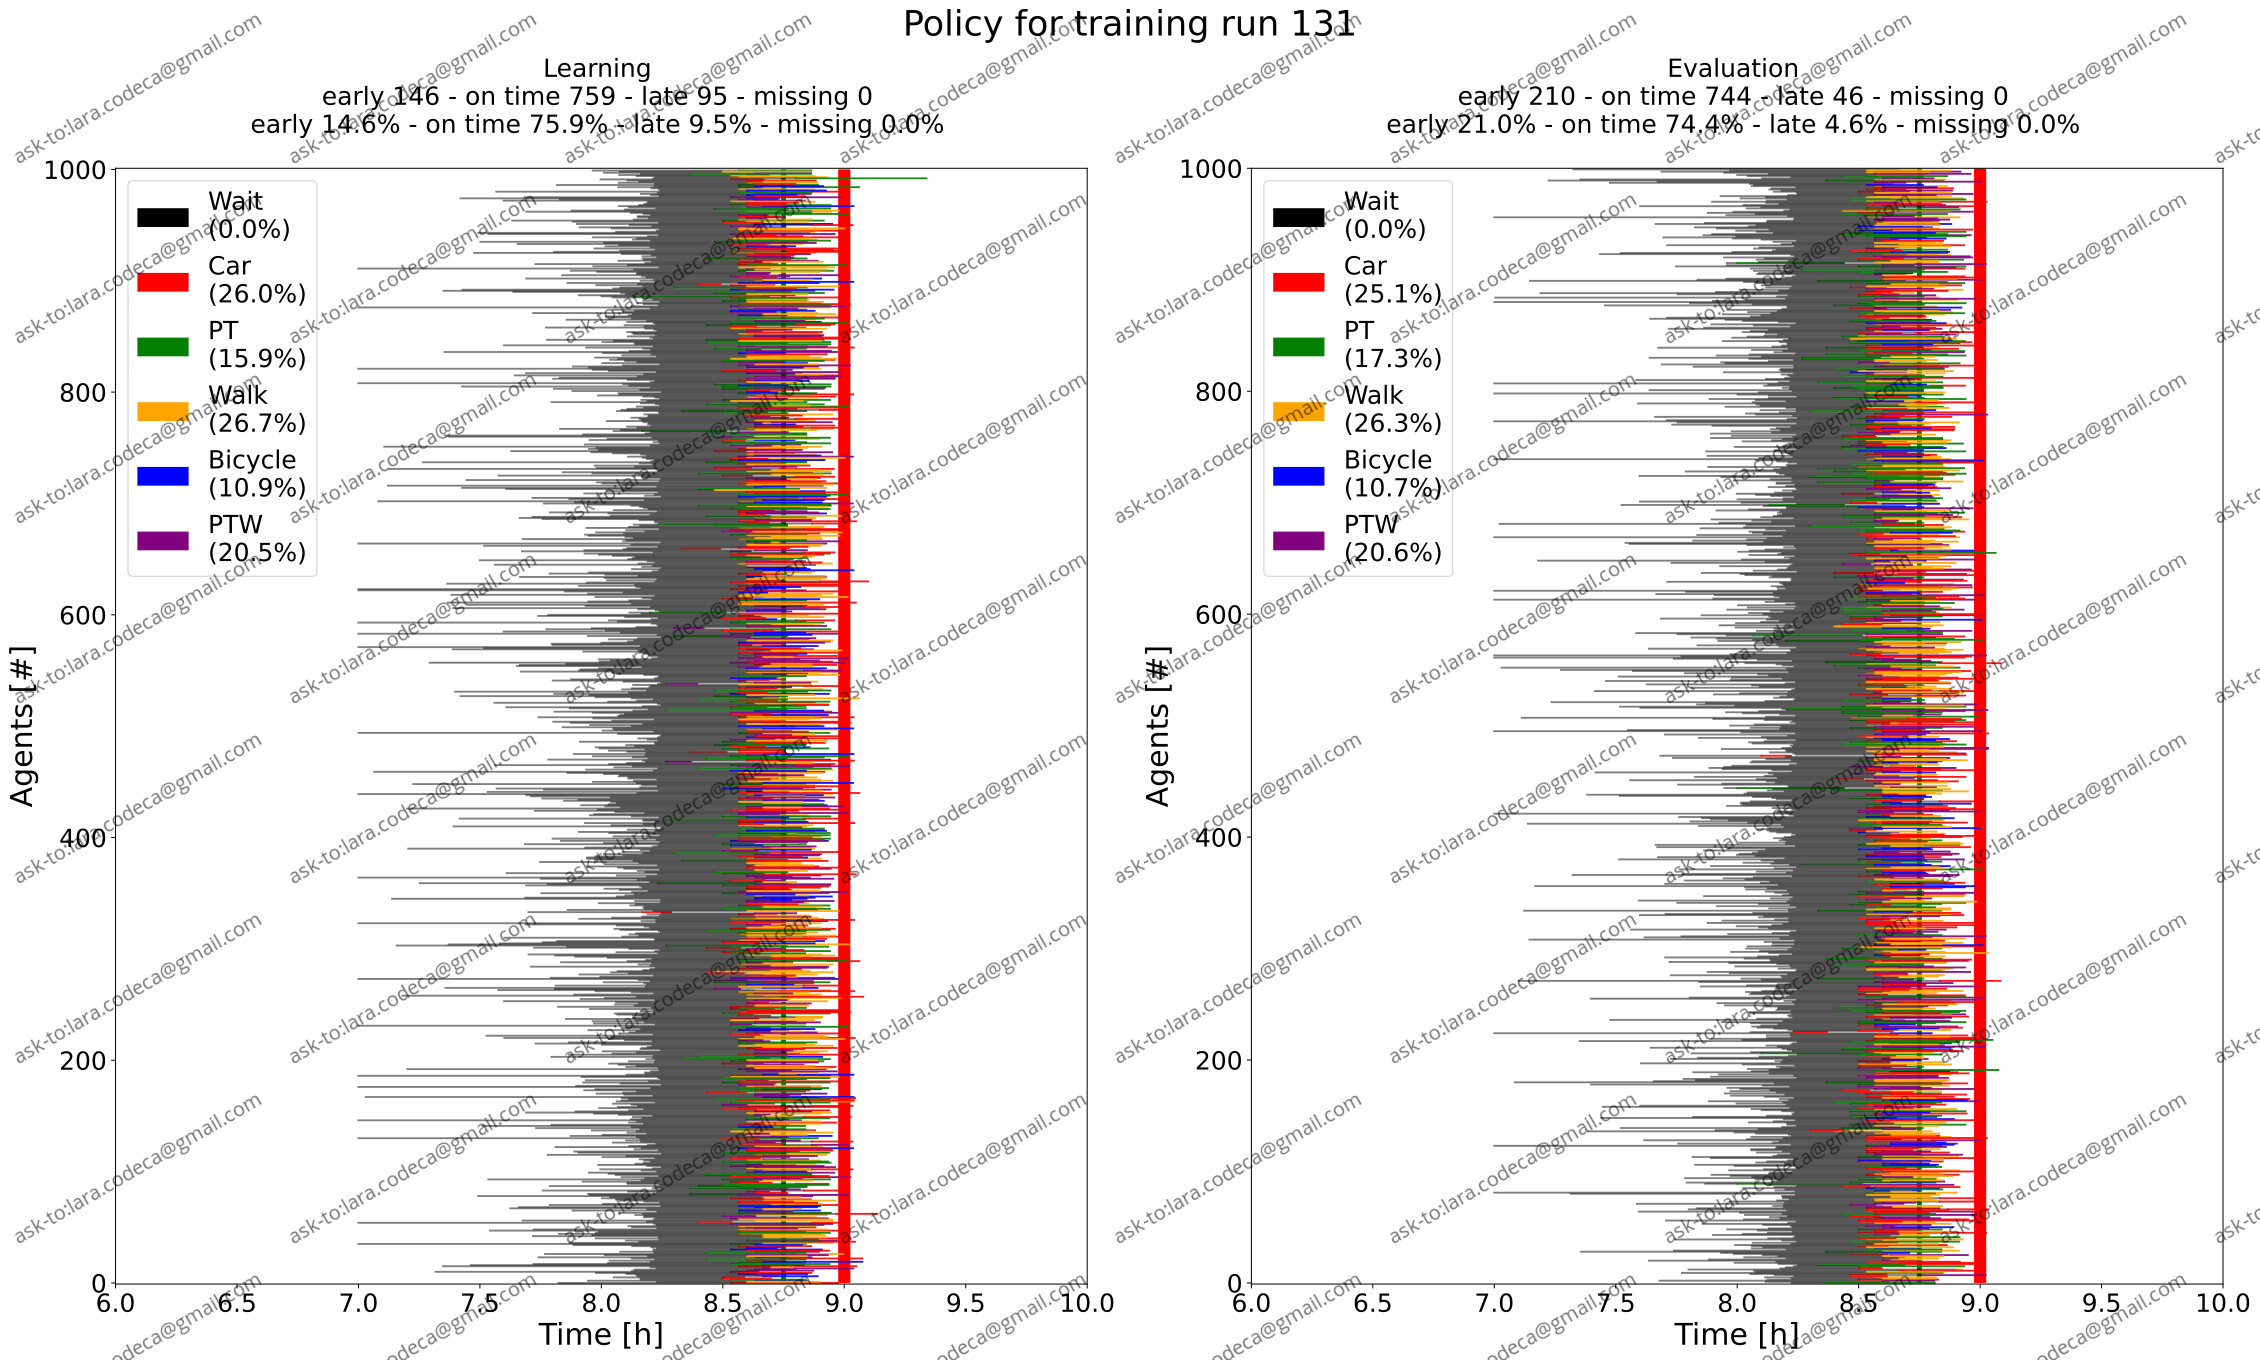 Policy for training run 131
Learning
early 146 - on time 759 - late 95 - missing 0
early 14.6% - on time 75.9% - late 9.5% - missing 0.0%
1000
800
600
400
200
0
Agents [#]
Wait
(0.0%)
Car
(26.0%)
PT
(15.9%)
Walk
(26.7%)
Bicycle
(10.9%)
PTW
(20.5%)
6.0 6.5 7.0 7.5 8.0 8.5 9.0 9.5 10.0
Time [h]
Evaluation
early 210 - on time 744 - late 46 - missing 0
early 21.0% - on time 74.4% - late 4.6% - missing 0.0%
1000
800
600
400
200
0
Agents [#]
Wait
(0.0%)
Car
(25.1%)
PT
(17.3%)
Walk
(26.3%)
Bicycle
(10.7%)
PTW
(20.6%)
6.0 6.5 7.0 7.5 8.0 8.5 9.0 9.5 10.0
Time [h]
ask-to:lara.codeca@gmail.com